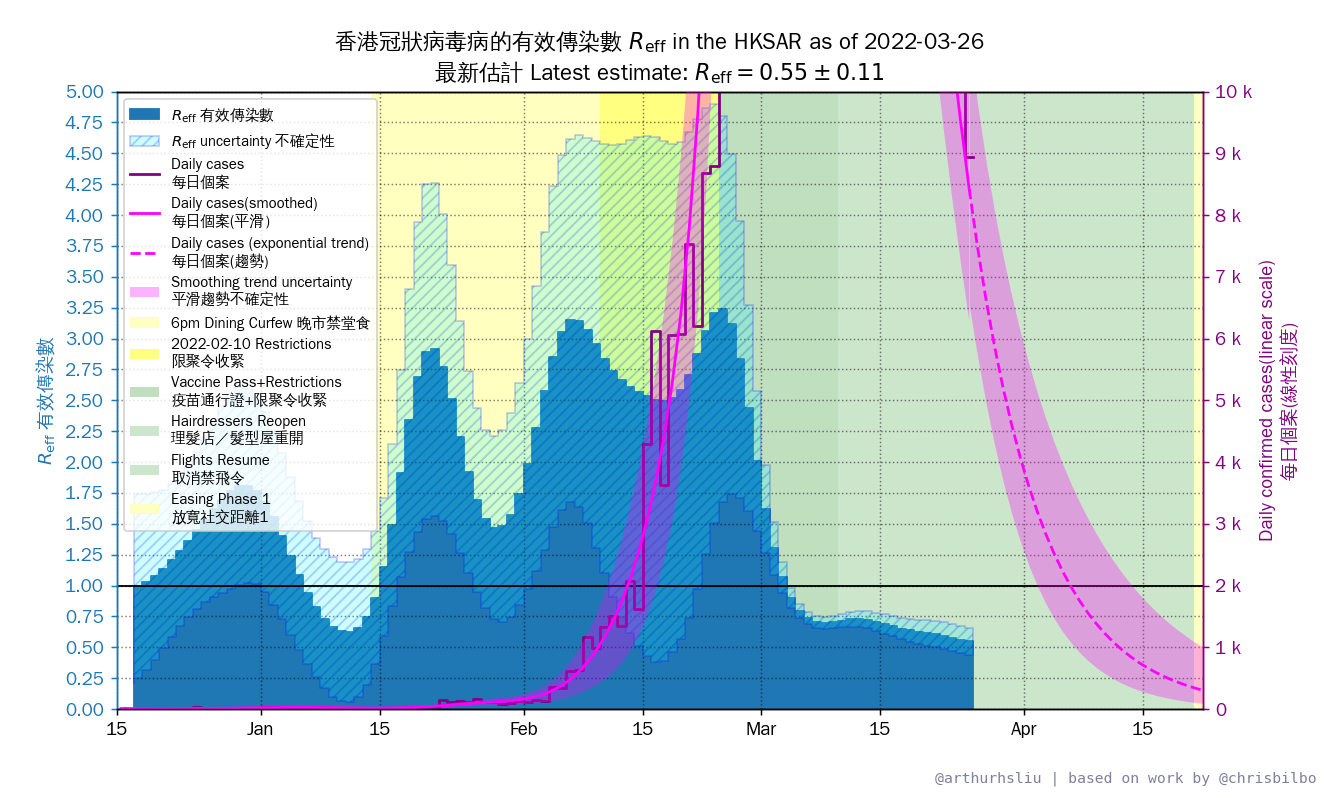 香港冠狀病毒病的有效傳染數 Reff in the HKSAR as of 2022-03-26
最新估計 Latest estimate: Reff = 0.55 ± 0.11
Reff 有效傳染數
Reff uncertainty 不確定性
Daily cases
每日個案
Daily cases(smoothed)
每日個案(平滑)
Daily cases (exponential trend)
每日個案(趨勢)
Smoothing trend uncertainty
平滑趨勢不確定性
6pm Dining Curfew 晚市禁堂食
2022-02-10 Restrictions
限聚令收緊
Vaccine Pass+Restrictions
疫苗通行證+限聚令收緊
Hairdressers Reopen
理髮店／髮型屋重開
Flights Resume
取消禁飛令
Easing Phase 1
放寬社交距離1
Reff 有效傳染數
5.00
4.75
4.50
4.25
4.00
3.75
3.50
3.25
3.00
2.75
2.50
2.25
2.00
1.75
1.50
1.25
1.00
0.75
0.50
0.25
0.00
10 k
9 k
8 k
7 k
6 k
5 k
4 k
3 k
2 k
1 k
0
Daily confirmed cases(linear scale)
每日個案(線性刻度)
15 Jan 15 Feb 15 Mar 15 Apr 15
@arthurhsliu | based on work by @chrisbilbo